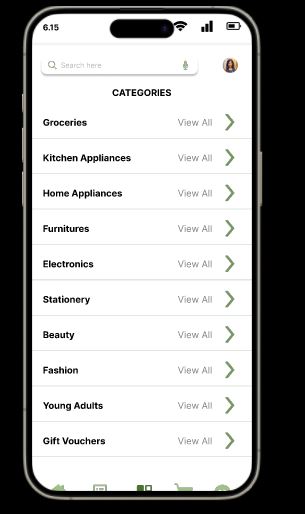 6.15
Search here
CATEGORIES
Groceries View All
Kitchen Appliances View All
Home Appliances View All
Furnitures View All
Electronics View All
Stationery View All
Beauty View All
Fashion View All
Young Adults View All
Gift Vouchers View All